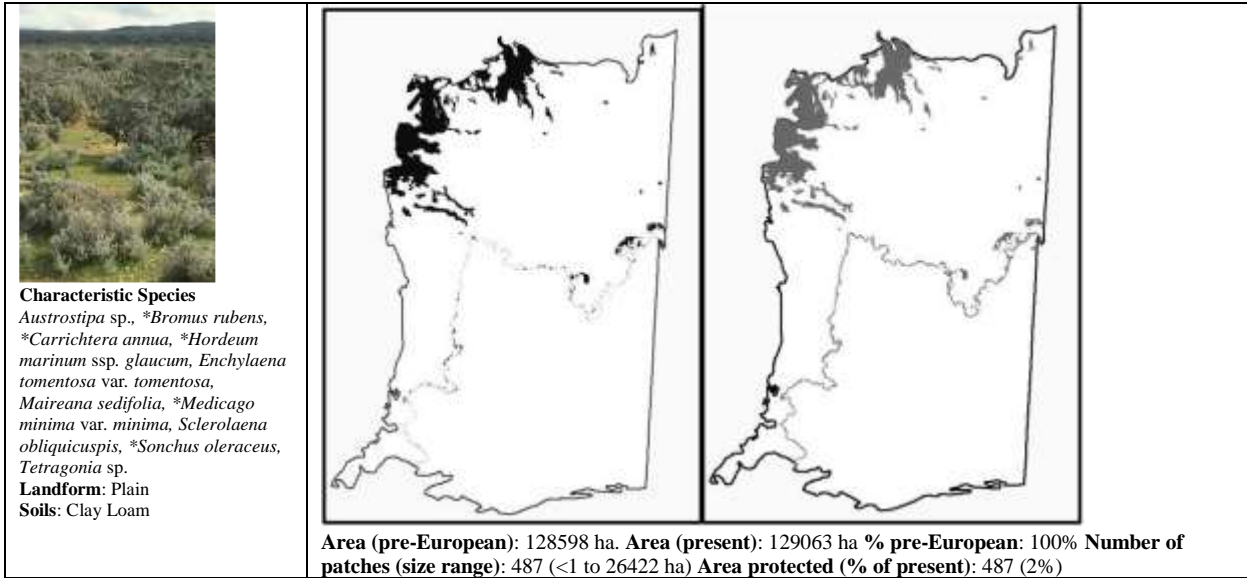 Characteristic Species
Austrostipa sp., *Bromus rubens,
*Carrichtera annua, *Hordeum
marinum ssp. glaucum, Enchylaena
tomentosa var. tomentosa,
Maireana sedifolia, *Medicago
minima var. minima, Sclerolaena
obliquicuspis, *Sonchus oleraceus,
Tetragonia sp.
Landform: Plain
Soils: Clay Loam
Area (pre-European): 128598 ha. Area (present): 129063 ha % pre-European: 100% Number of
patches (size range): 487 (<1 to 26422 ha) Area protected (% of present): 487 (2%)